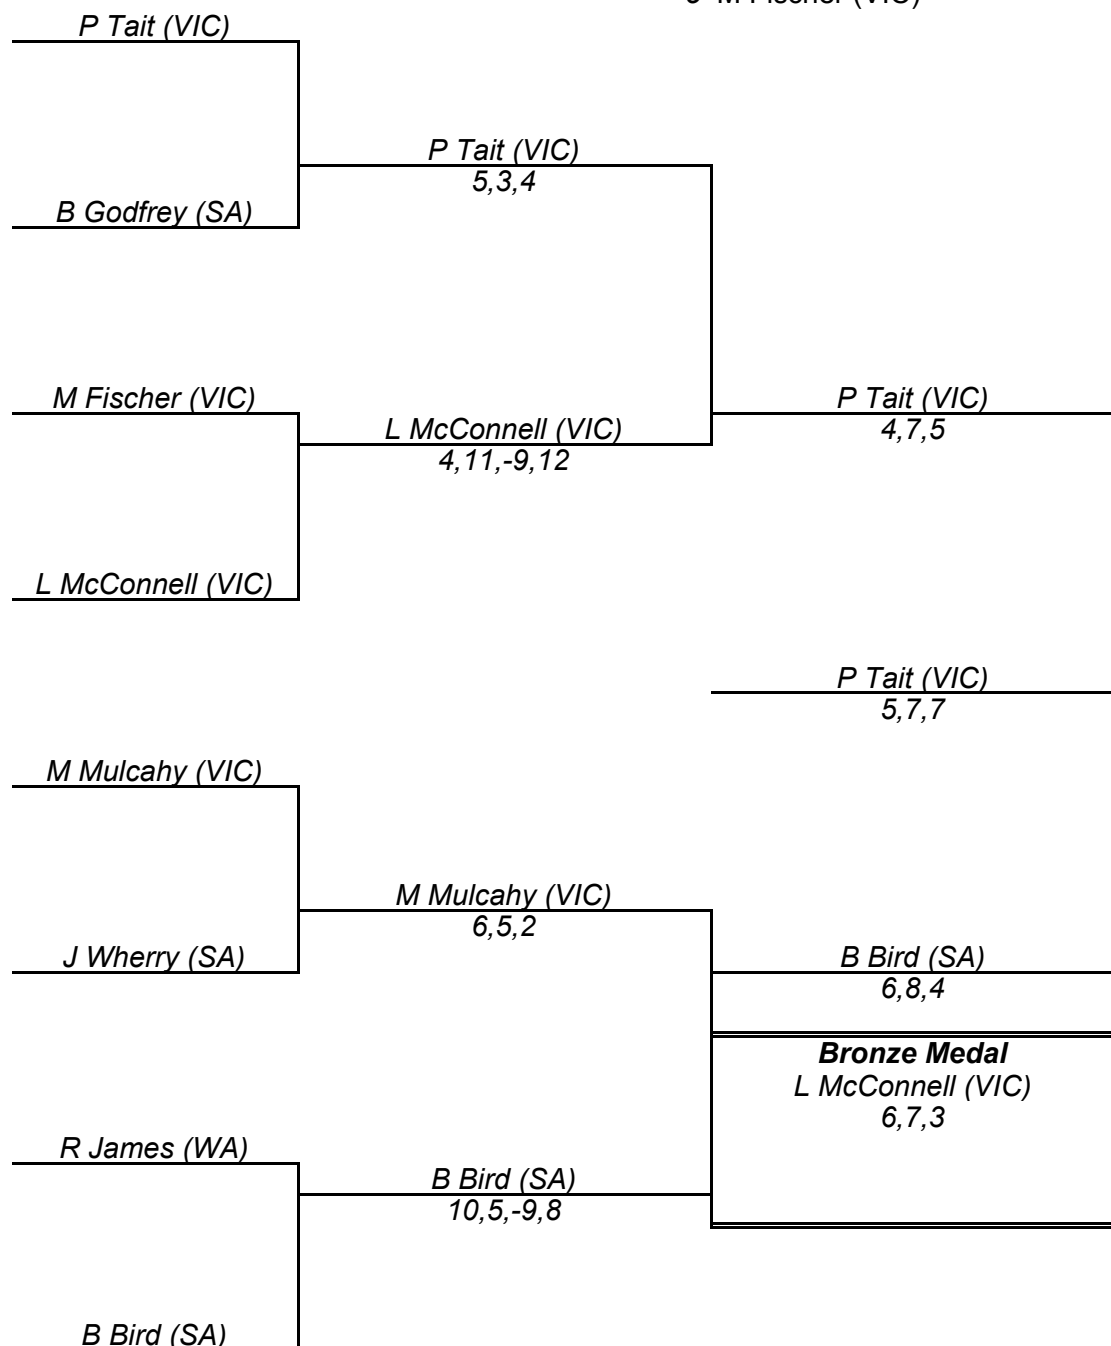 M Fischer (VIC)
P Tait (VIC)
P Tait (VIC)
5,3,4
B Godfrey (SA)
M Fischer (VIC)
P Tait (VIC)
4,7,5
L McConnell (VIC)
4,11,-9,12
L McConnell (VIC)
P Tait (VIC)
5,7,7
M Mulcahy (VIC)
M Mulcahy (VIC)
6,5,2
J Wherry (SA)
B Bird (SA)
6,8,4
Bronze Medal
L McConnell (VIC)
6,7,3
R James (WA)
B Bird (SA)
10,5,-9,8
B Bird (SA)